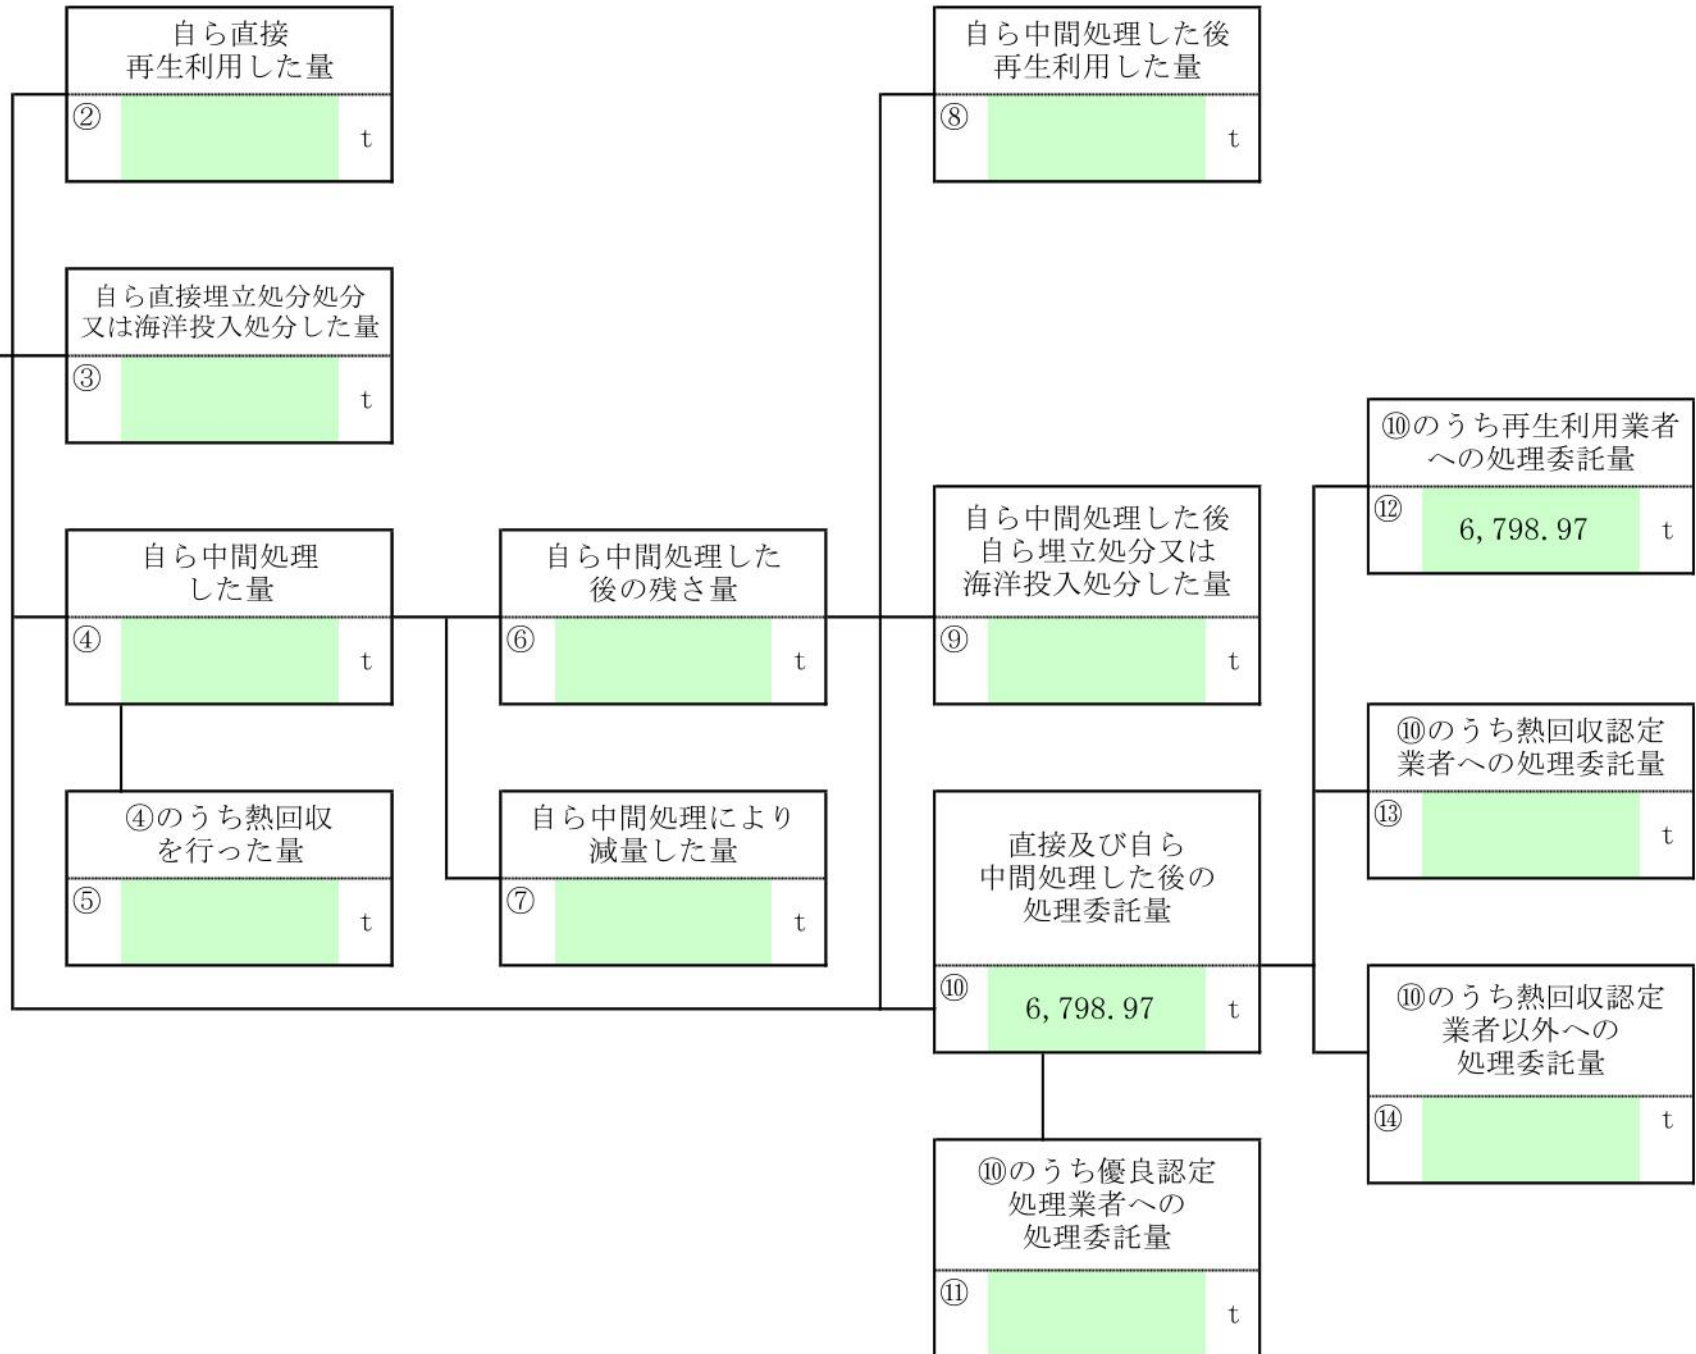 自ら直接
再生利用した量
②
t
自ら中間処理した後
再生利用した量
⑧
t
自ら直接埋立処分処分
又は海洋投入処分した量
③
t
⑩のうち再生利用業者
への処理委託量
⑫
6,798.97
t
自ら中間処理
した量
④
t
自ら中間処理した
後の残さ量
⑥
t
自ら中間処理した後
自ら埋立処分又は
海洋投入処分した量
⑨
t
⑩のうち熱回収認定
業者への処理委託量
⑬
t
④のうち熱回収
を行った量
⑤
t
自ら中間処理により
減量した量
⑦
t
直接及び自ら
中間処理した後の
処理委託量
⑩
6,798.97
t
⑩のうち熱回収認定
業者以外への
処理委託量
⑭
t
⑩のうち優良認定
処理業者への
処理委託量
⑪
t